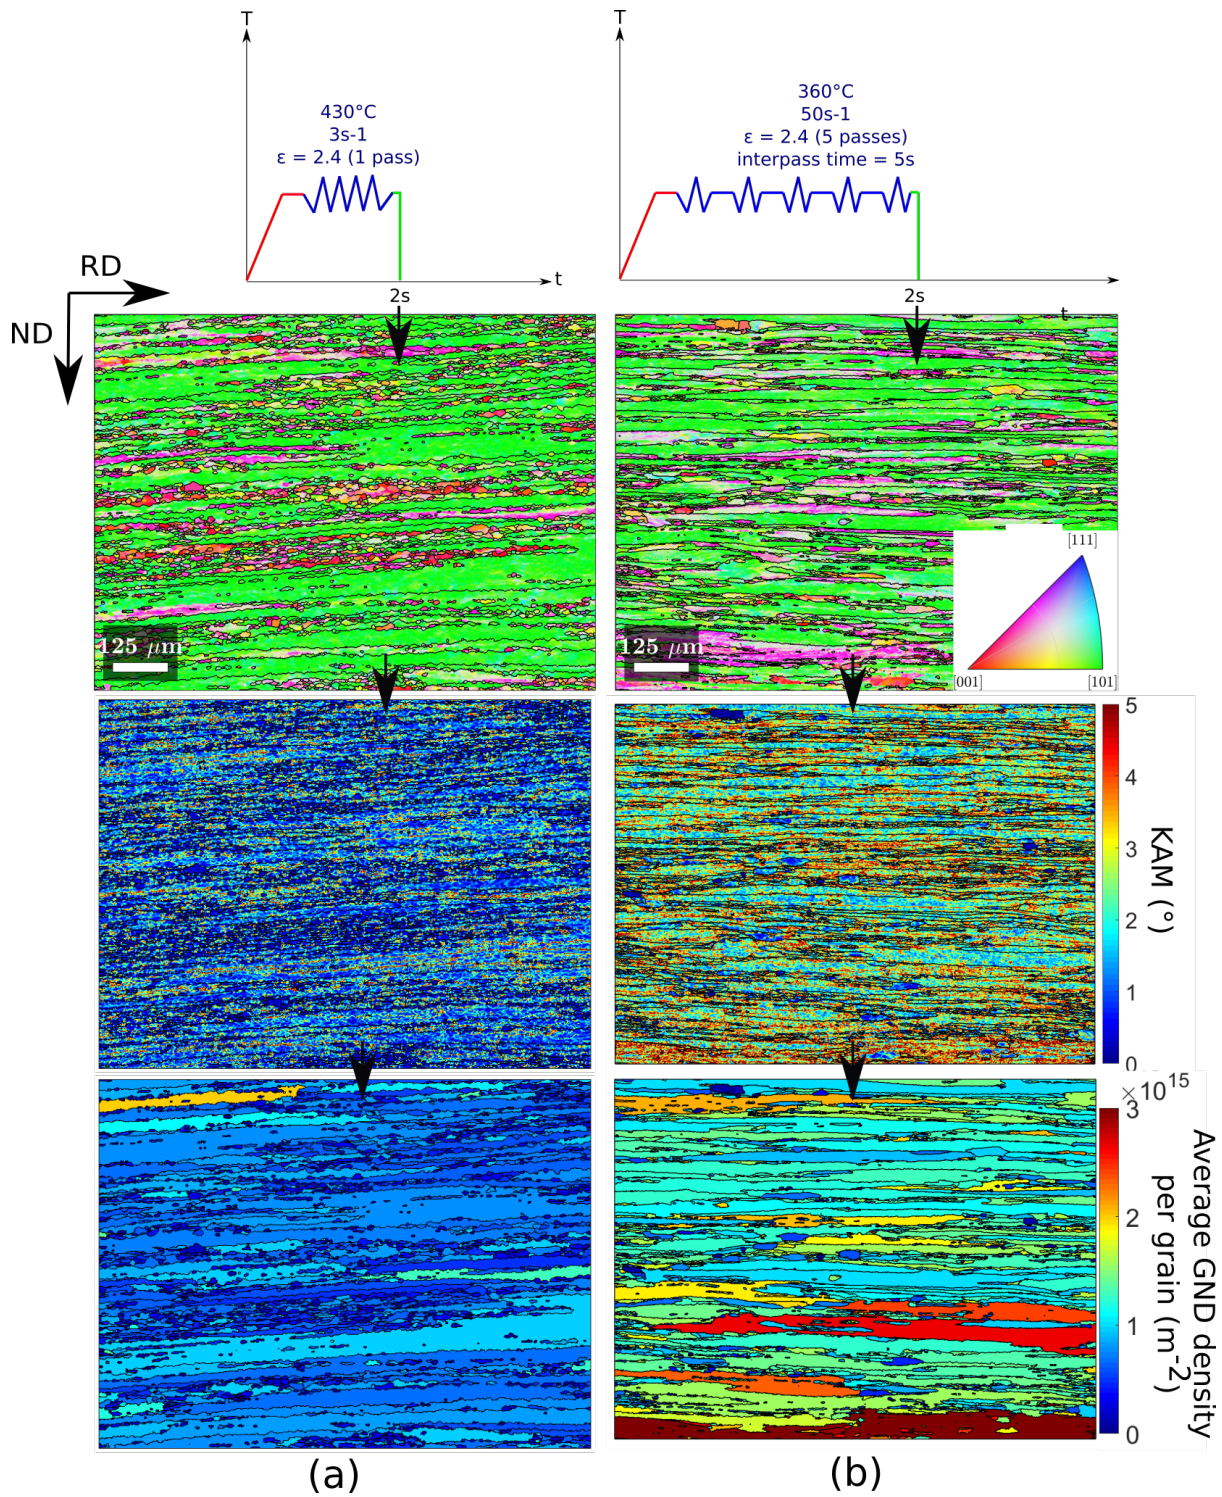 T
430°C
3s-1
ε = 2.4 (1 pass)
t
2s
T
360°C
50s-1
ε = 2.4 (5 passes)
interpass time = 5s
2s
t
RD
ND
125 μm
125 μm
[111]
[001]
[101]
5
4
3
2
1
0
KAM (°)
×10¹⁵
3
2
1
0
Average GND density
per grain (m⁻²)
(a)
(b)